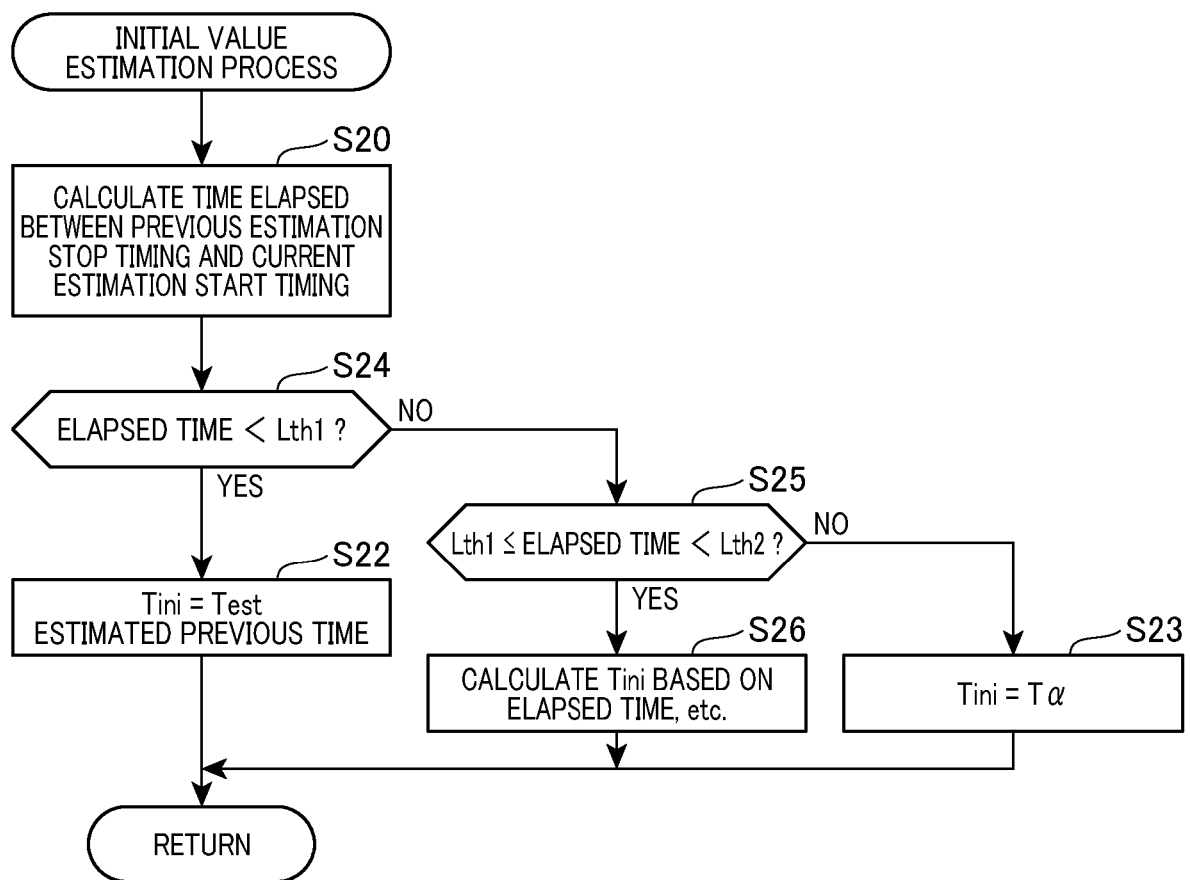 INITIAL VALUE
ESTIMATION PROCESS
S20
CALCULATE TIME ELAPSED
BETWEEN PREVIOUS ESTIMATION
STOP TIMING AND CURRENT
ESTIMATION START TIMING
S24
ELAPSED TIME < Lth1 ?
NO
YES
S25
Lth1 ≤ ELAPSED TIME < Lth2 ?
NO
YES
S22
Tini = Test
ESTIMATED PREVIOUS TIME
S26
CALCULATE Tini BASED ON
ELAPSED TIME, etc.
S23
Tini = Tα
RETURN